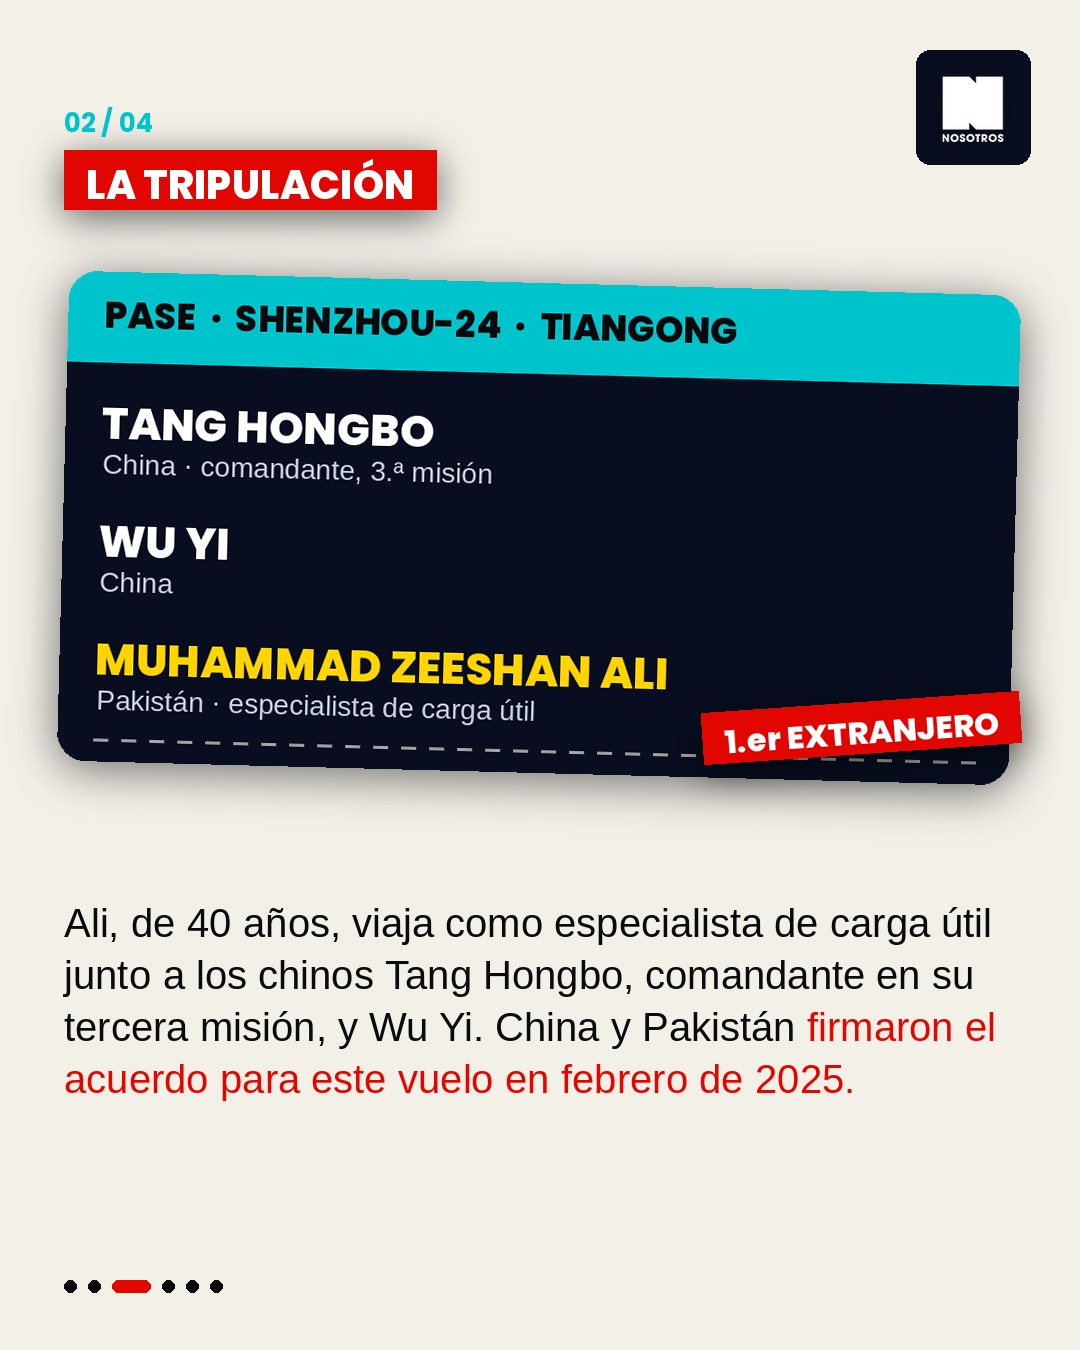 02 / 04
NOSOTROS
LA TRIPULACIÓN
PASE · SHENZHOU-24 · TIANGONG
TANG HONGBO
China · comandante, 3.ª misión
WU YI
China
MUHAMMAD ZEESHAN ALI
Pakistán · especialista de carga útil
1.er EXTRANJERO
Ali, de 40 años, viaja como especialista de carga útil
junto a los chinos Tang Hongbo, comandante en su
tercera misión, y Wu Yi. China y Pakistán firmaron el
acuerdo para este vuelo en febrero de 2025.